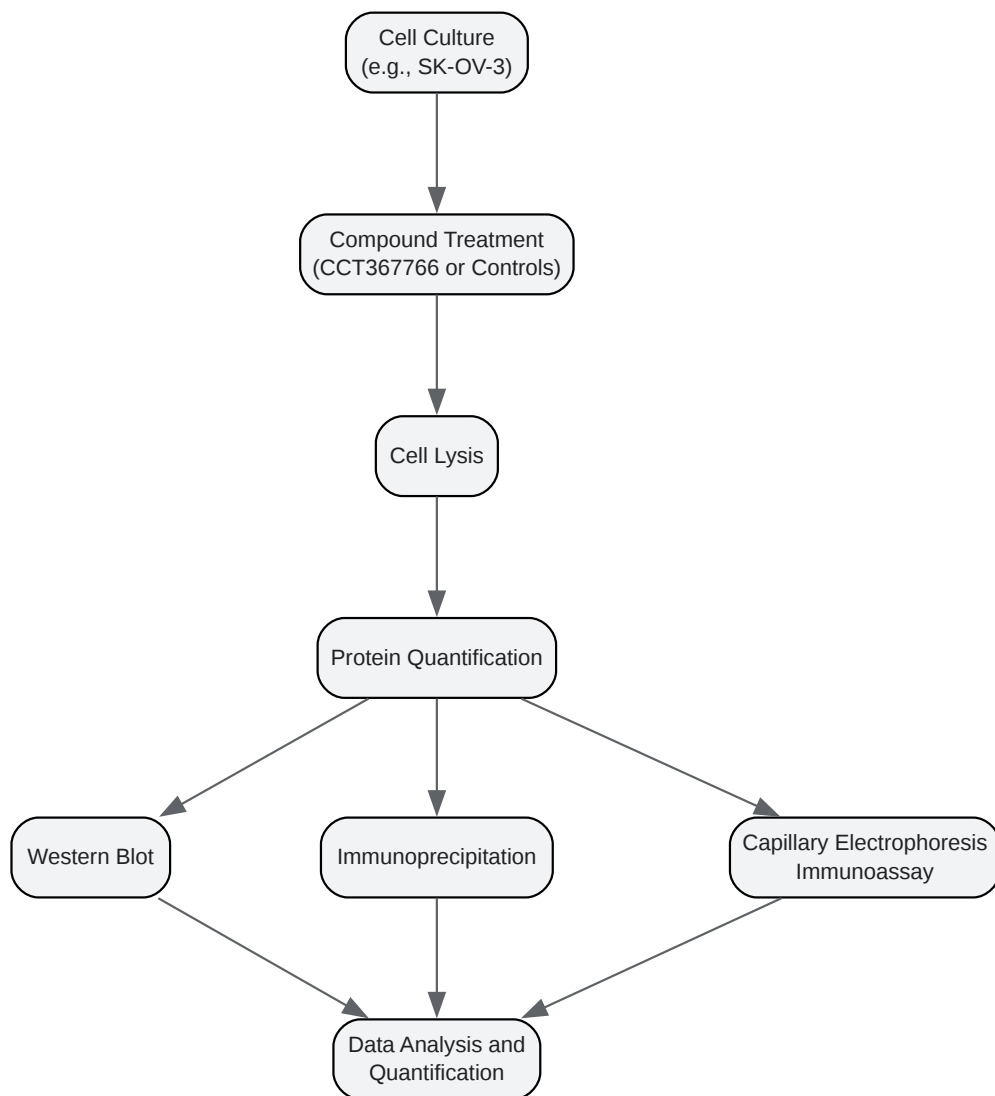 Cell Culture
(e.g., SK-OV-3)
Compound Treatment
(CCT367766 or Controls)
Cell Lysis
Protein Quantification
Western Blot
Immunoprecipitation
Capillary Electrophoresis
Immunoassay
Data Analysis and
Quantification